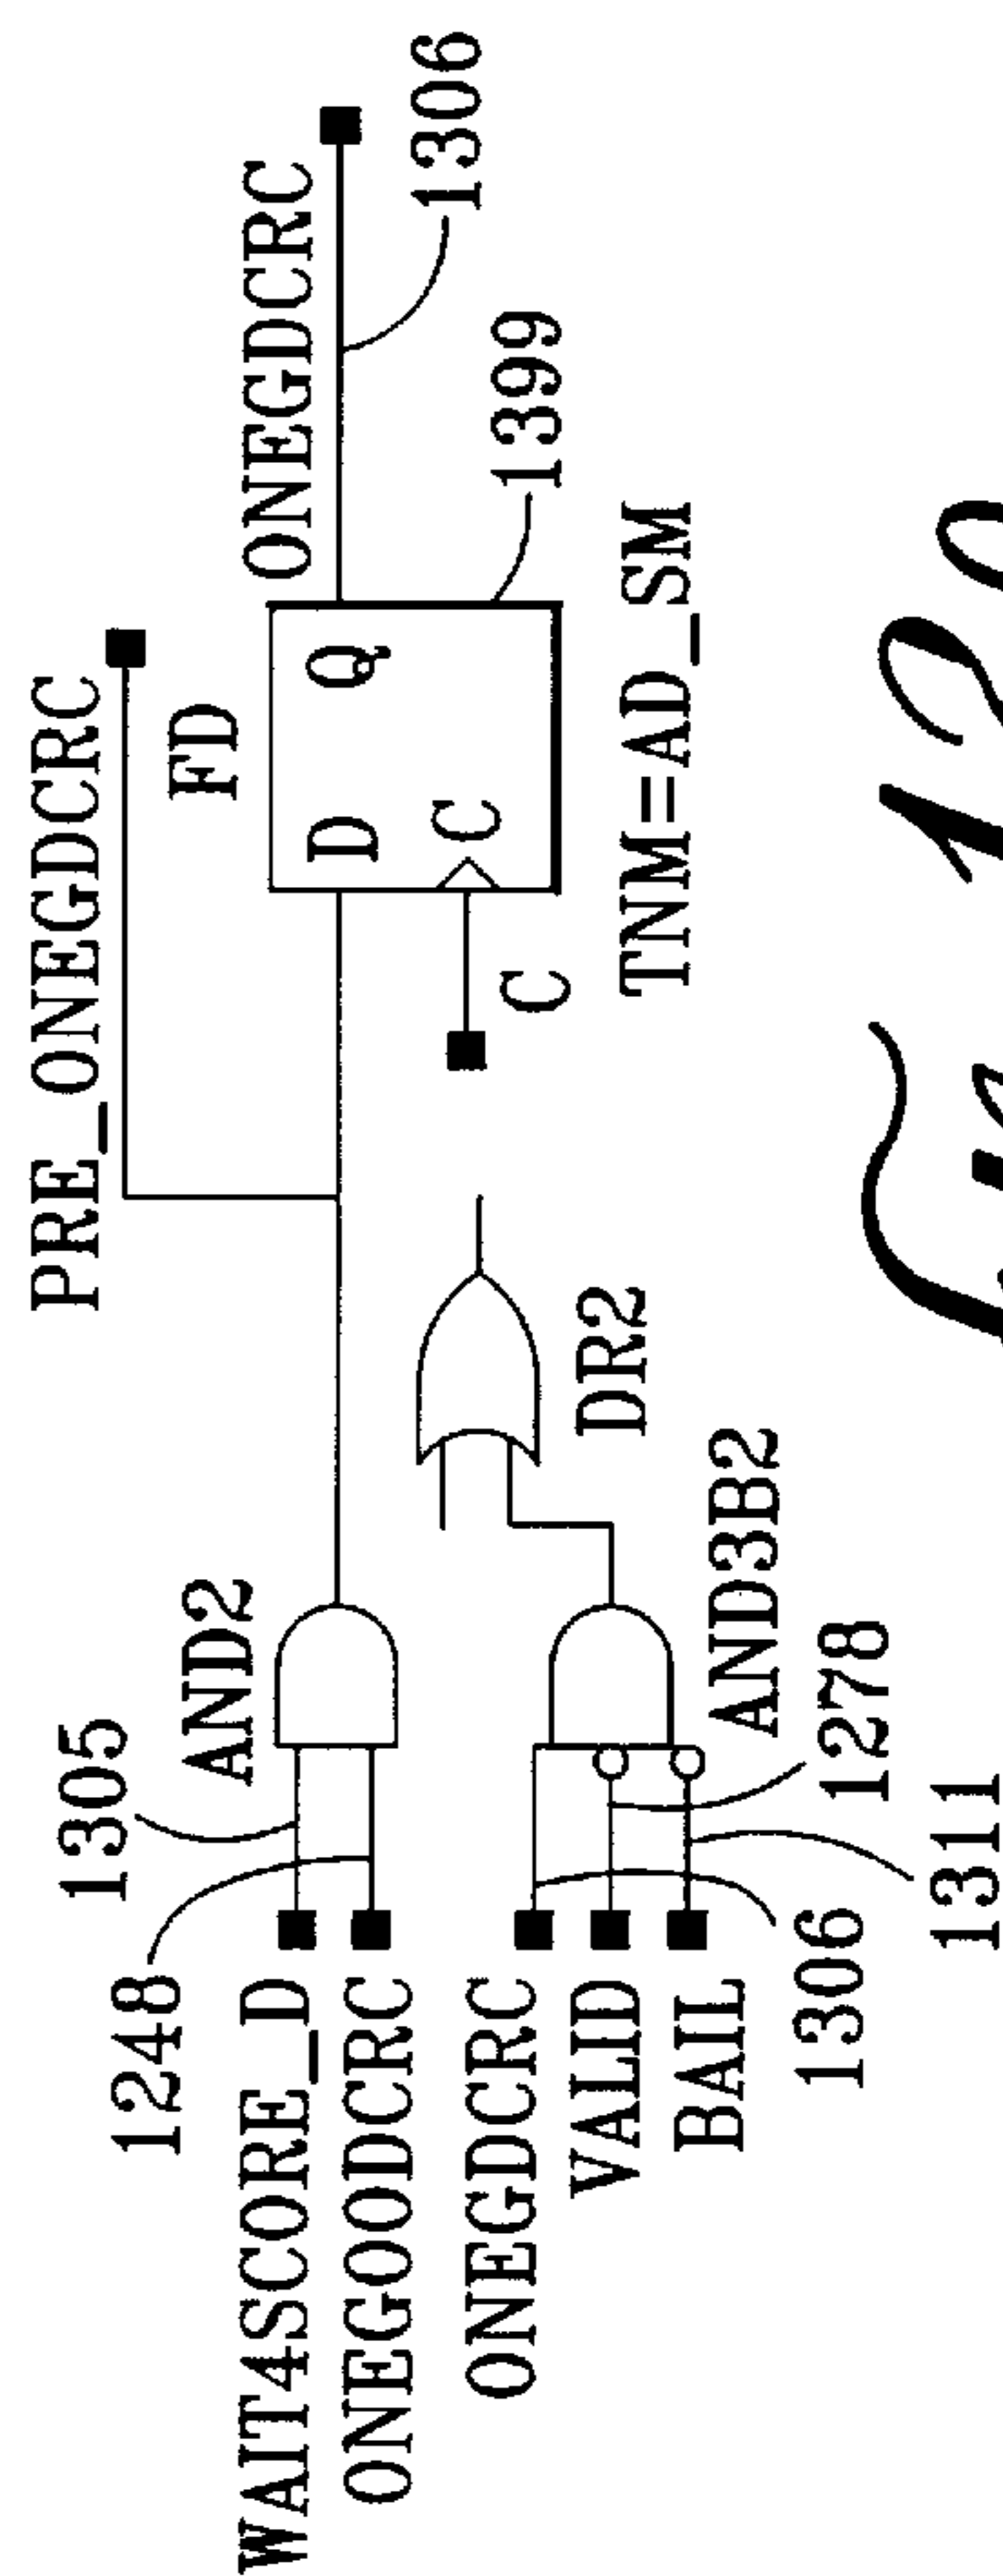 PRE_ONEGDCRC
FD
ONEGDCRC
1306
D Q
C
C
1399
TNM=AD_SM
1305
1248
AND2
WAIT4SCORE_D
ONEGOODCRC
DR2
ONEGDCRC
VALID
BAIL
AND3B2
1306
1278
1311